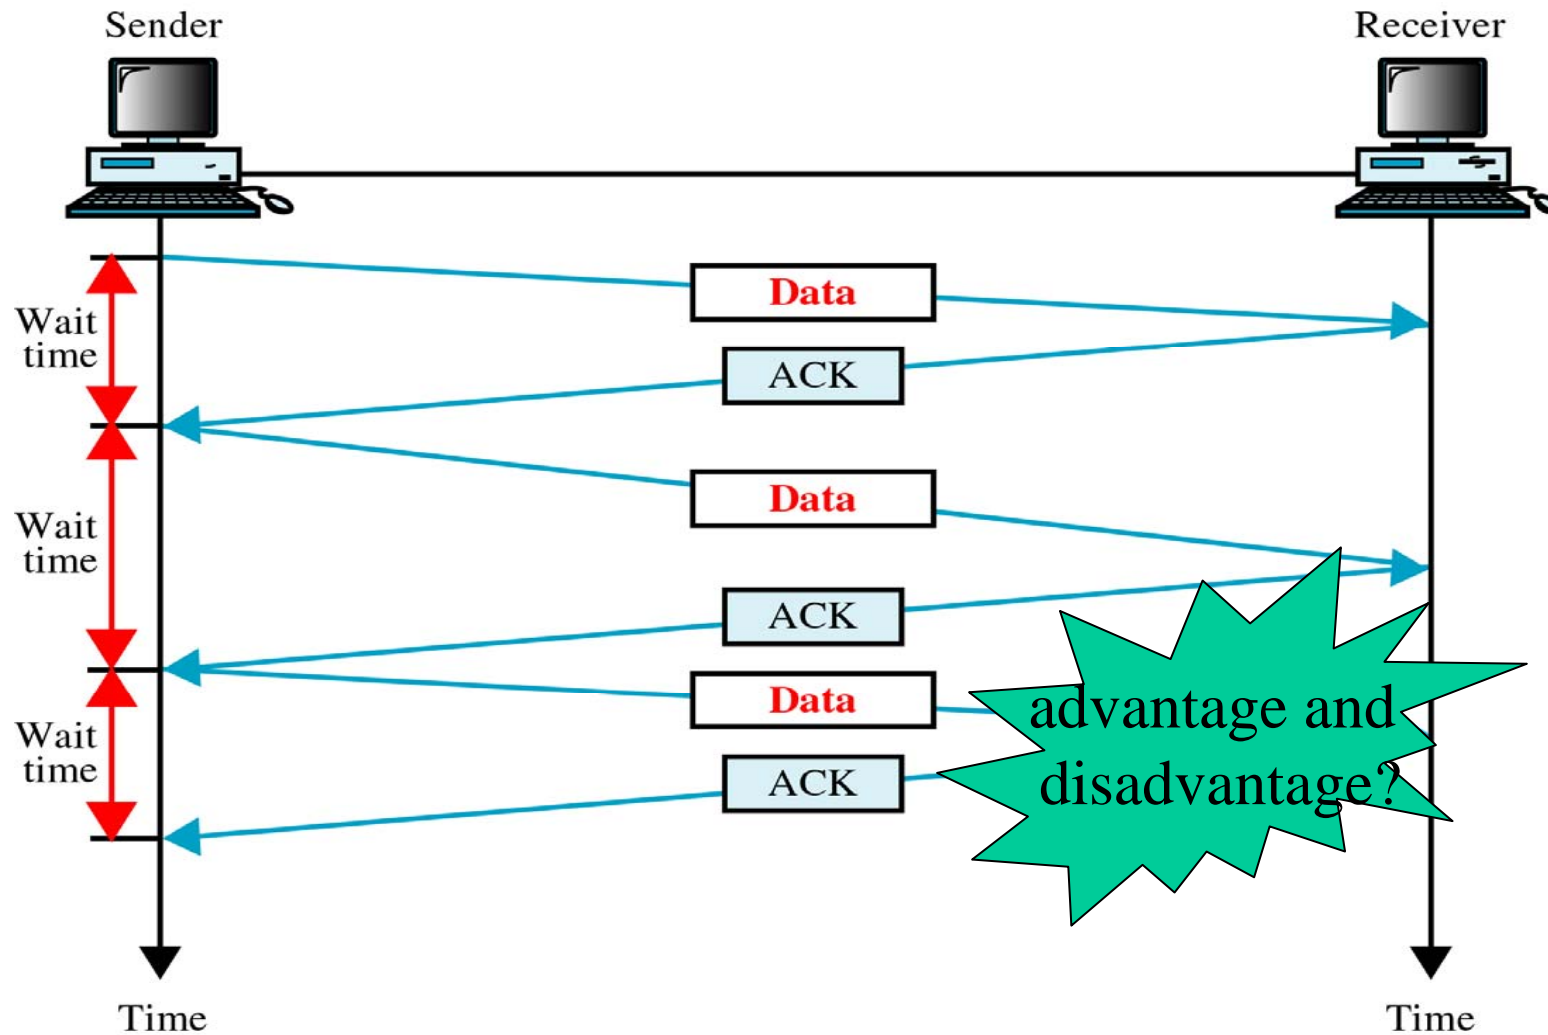 Sender
Receiver
Data
Wait
time
ACK
Data
Wait
time
ACK
Data
advantage and
Wait
time
ACK
disadvantage?
Time
Time